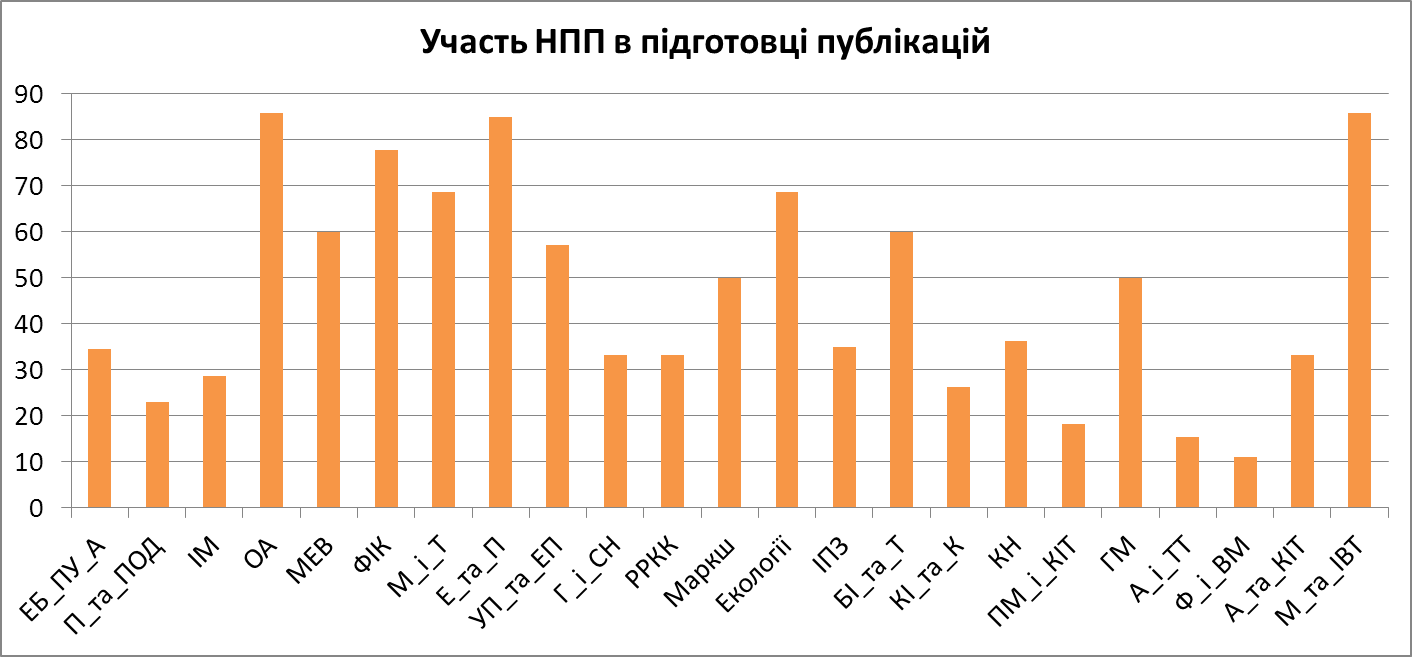 Участь НПП в підготовці публікацій
90
80
70
60
50
40
30
20
10
0
ЕБ_ПУ_А
П_та_ПОД
ІМ
ОА
МЕВ
ФІК
М_і_Т
Е_та_П
УП_та_ЕП
Г_і_СН
РРКК
Маркш
Екології
ІПЗ
БІ_та_Т
КІ_та_К
КН
ПМ_і_КІТ
ГМ
А_і_ТТ
Ф_і_ВМ
А_та_КІТ
М_та_ІВТ